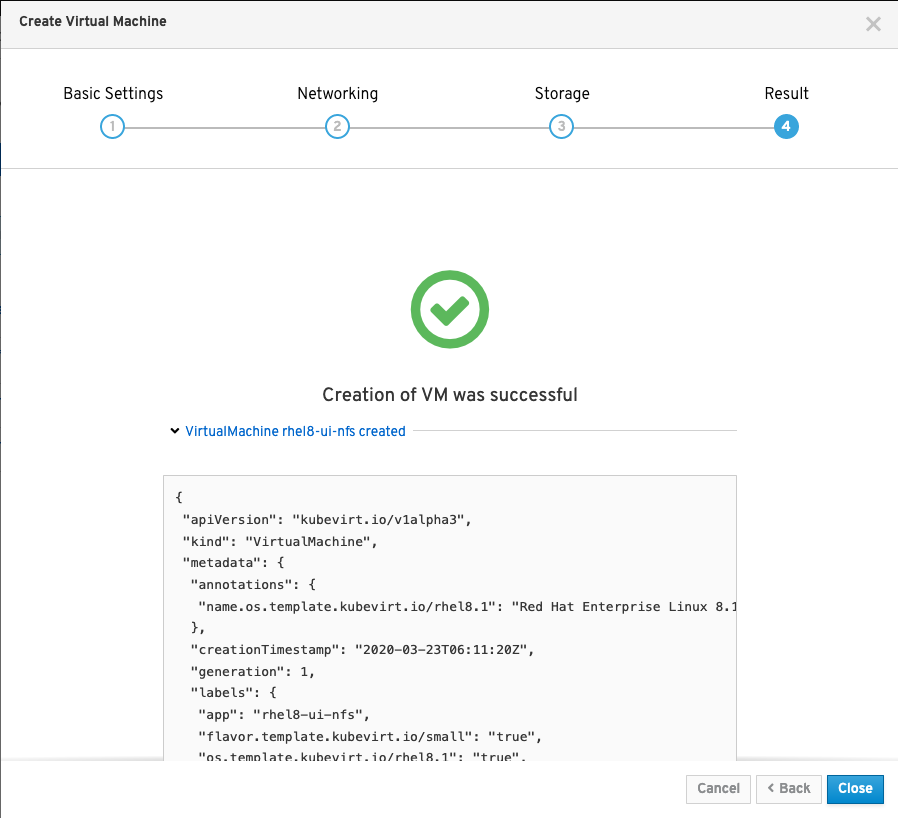 Create Virtual Machine
Basic Settings
Networking
Storage
Result
1
2
3
4
Creation of VM was successful
VirtualMachine rhel8-ui-nfs created
{
"apiVersion": "kubevirt.io/v1alpha3",
"kind": "VirtualMachine",
"metadata": {
"annotations": {
"name.os.template.kubevirt.io/rhel8.1": "Red Hat Enterprise Linux 8.1
},
"creationTimestamp": "2020-03-23T06:11:20Z",
"generation": 1,
"labels": {
"app": "rhel8-ui-nfs",
"flavor.template.kubevirt.io/small": "true",
"os.template.kubevirt.io/rhel8.1": "true",
Cancel
< Back
Close